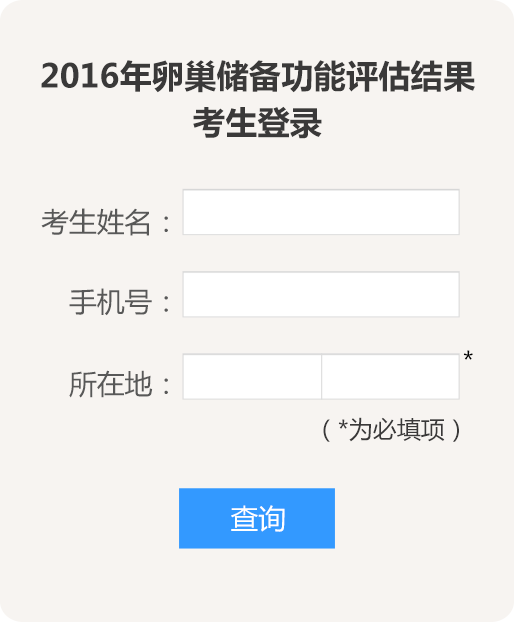 2016年卵巢储备功能评估结果
考生登录
考生姓名：
手机号：
所在地：
*
（*为必填项）
查询